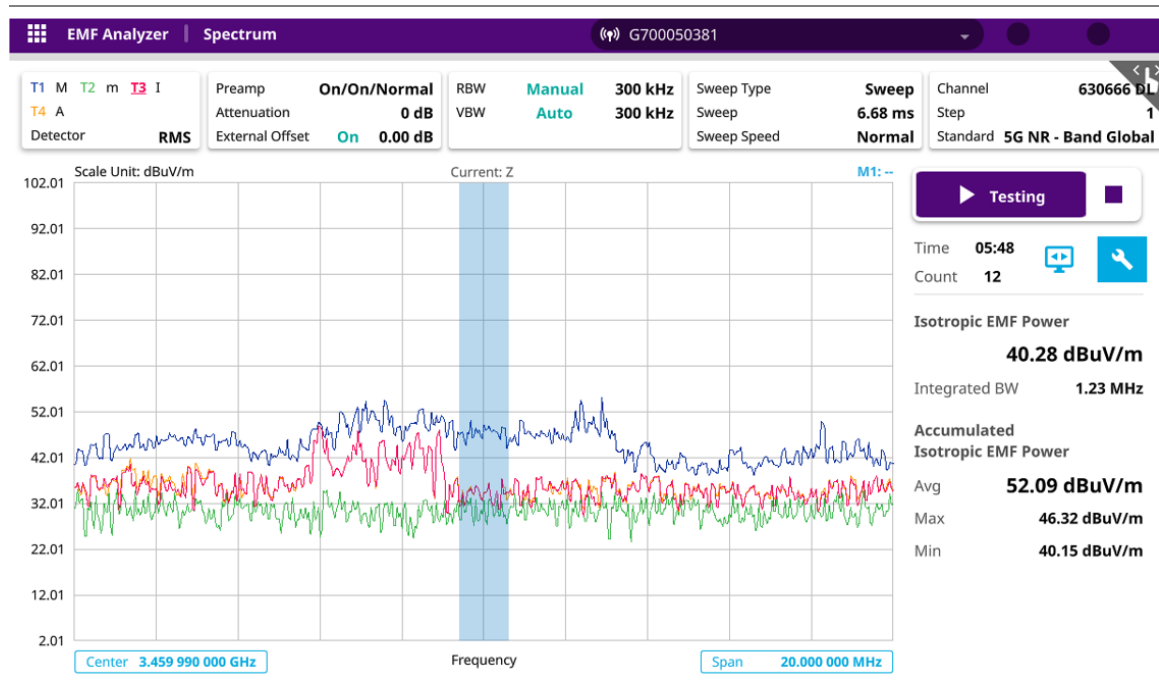 EMF Analyzer | Spectrum
G700050381
T1 M T2 m T3 I
T4 A
Detector RMS
Preamp On/On/Normal
Attenuation 0 dB
External Offset On 0.00 dB
RBW Manual 300 kHz
VBW Auto 300 kHz
Sweep Type Sweep
Sweep 6.68 ms
Sweep Speed Normal
Channel 630666 DL
Step 1
Standard 5G NR - Band Global
Scale Unit: dBuV/m
Current: Z
M1: --
102.01
92.01
82.01
72.01
62.01
52.01
42.01
32.01
22.01
12.01
2.01
Center 3.459 990 000 GHz
Frequency
Span 20.000 000 MHz
Testing
Time 05:48
Count 12
Isotropic EMF Power
40.28 dBuV/m
Integrated BW 1.23 MHz
Accumulated
Isotropic EMF Power
Avg 52.09 dBuV/m
Max 46.32 dBuV/m
Min 40.15 dBuV/m